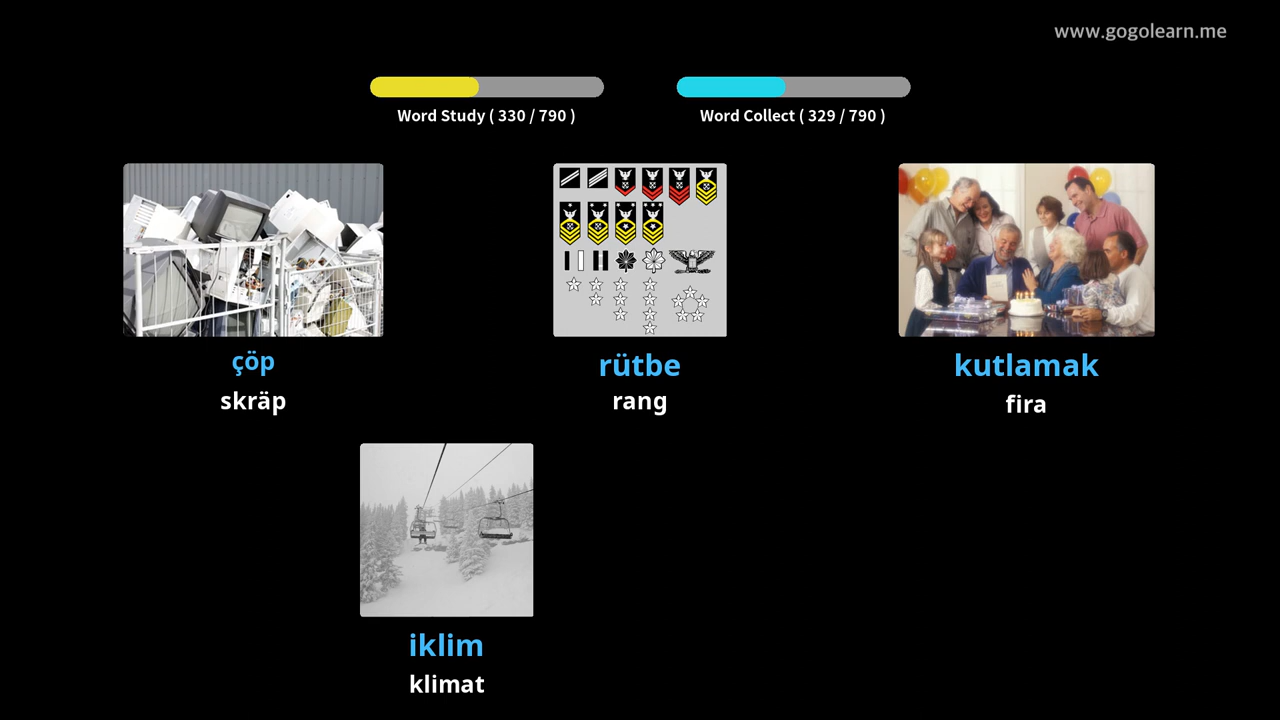 www.gogolearn.me
Word Study ( 330 / 790 )
Word Collect ( 329 / 790 )
çöp
skräp
rütbe
rang
kutlamak
fira
iklim
klimat